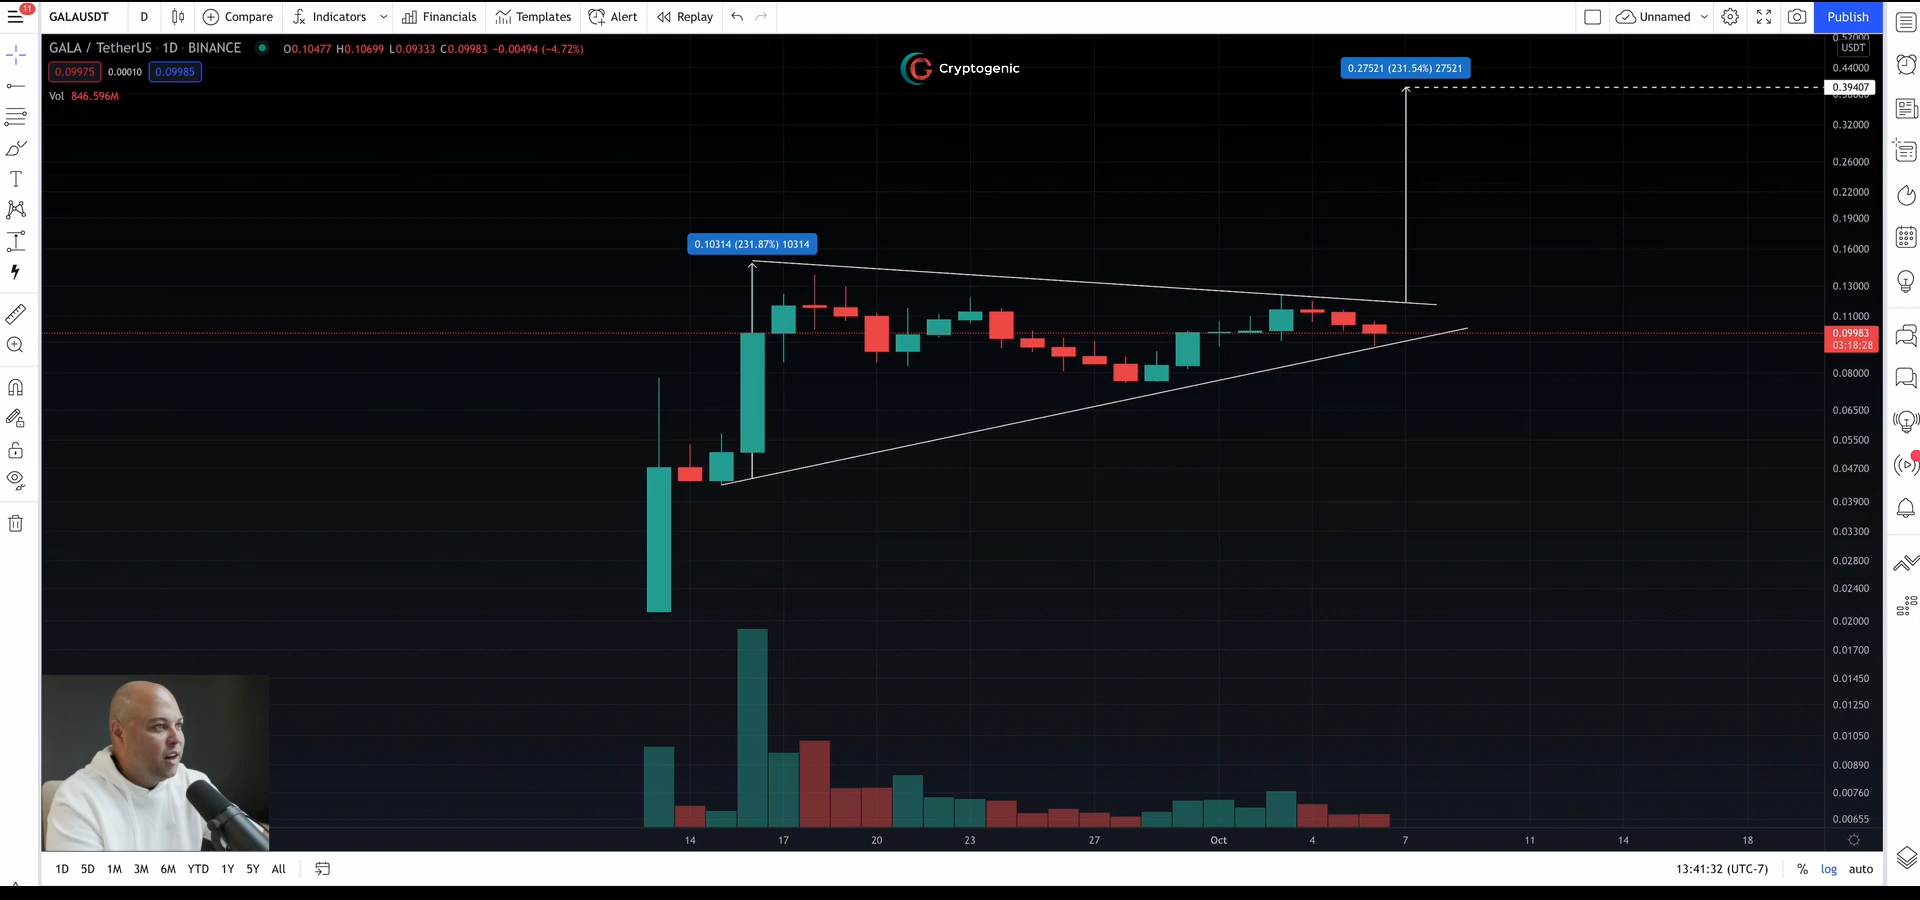 11
GALAUSDT D Compare Indicators Financials Templates Alert Replay Unnamed Publish
GALA / TetherUS · 1D · BINANCE O0.10477 H0.10699 L0.09333 C0.09983 −0.00494 (−4.72%)
0.09975 0.00010 0.09985
Vol 846.596M
Cryptogenic
0.27521 (231.54%) 27521
0.10314 (231.87%) 10314
USDT
0.44000
0.39407
0.32000
0.26000
0.22000
0.19000
0.16000
0.13000
0.11000
0.09983
03:18:28
0.08000
0.06500
0.05500
0.04700
0.03900
0.03300
0.02800
0.02400
0.02000
0.01700
0.01450
0.01250
0.01050
0.00890
0.00760
0.00655
14 17 20 23 27 Oct 4 7 11 14 18
1D 5D 1M 3M 6M YTD 1Y 5Y All 13:41:32 (UTC-7) % log auto